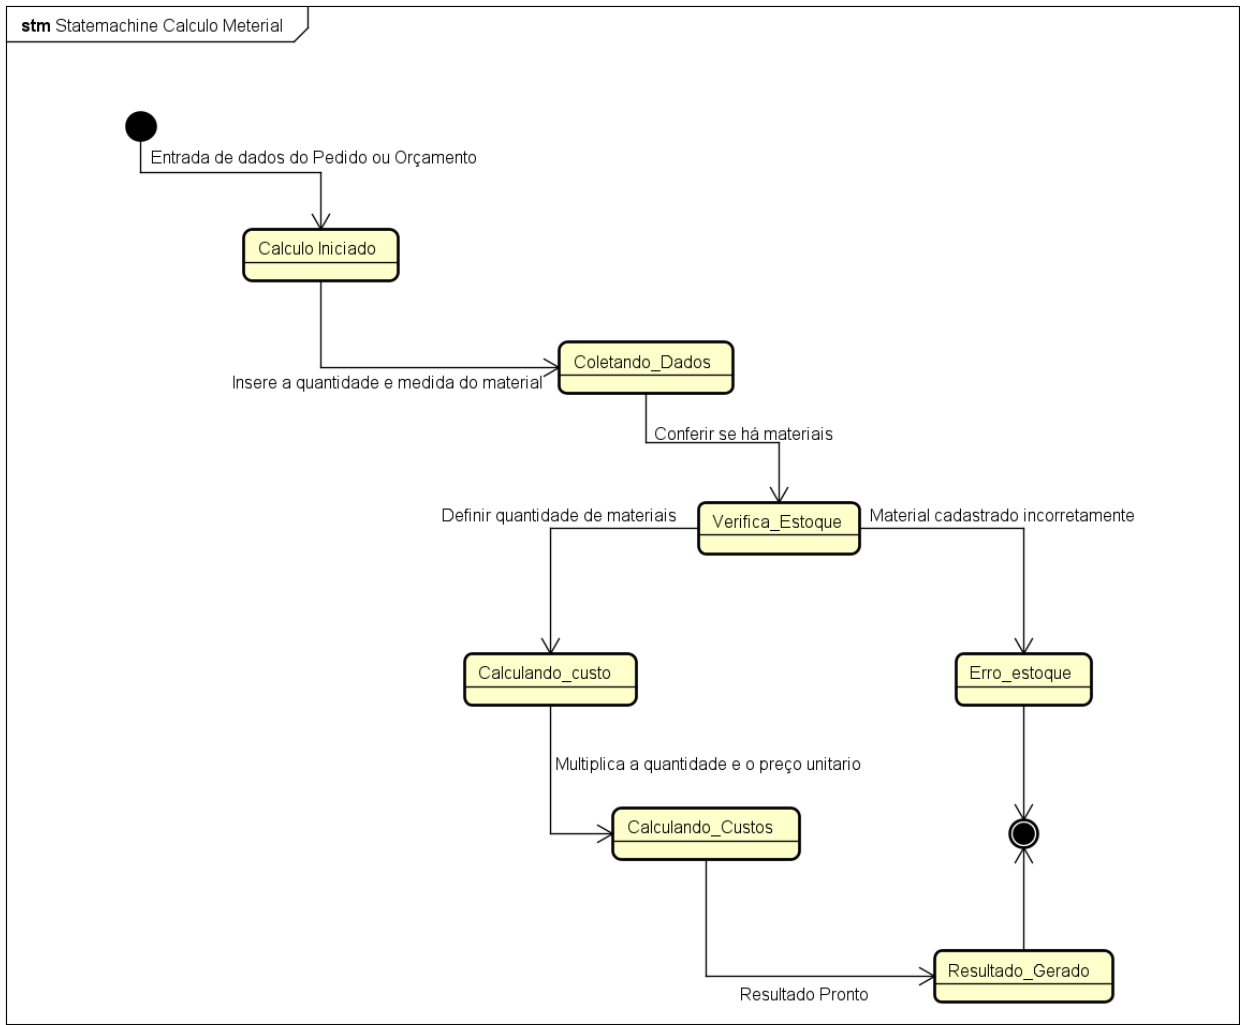 stm Statemachine Calculo Meterial
Entrada de dados do Pedido ou Orçamento
Calculo Iniciado
Coletando_Dados
Insere a quantidade e medida do material
Conferir se há materiais
Definir quantidade de materiais
Verifica_Estoque
Material cadastrado incorretamente
Calculando_custo
Erro_estoque
Multiplica a quantidade e o preço unitario
Calculando_Custos
Resultado_Gerado
Resultado Pronto